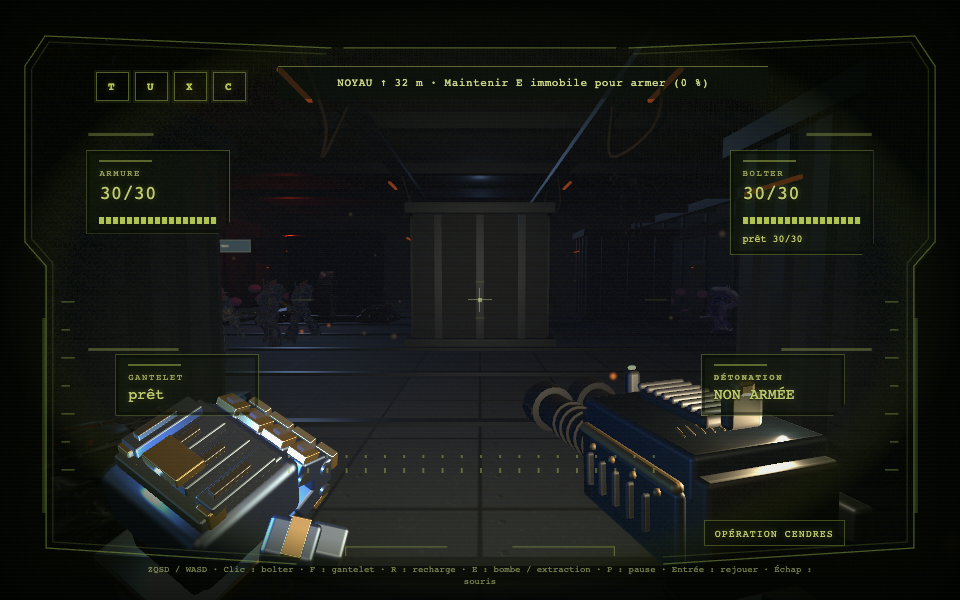 T U X C
NOYAU ↑ 32 m · Maintenir E immobile pour armer (0 %)
ARMURE
30/30
BOLTER
30/30
prêt 30/30
GANTELET
prêt
DÉTONATION
NON ARMÉE
OPÉRATION CENDRES
ZQSD / WASD · Clic : bolter · F : gantelet · R : recharge · E : bombe / extraction · P : pause · Entrée : rejouer · Échap :
souris